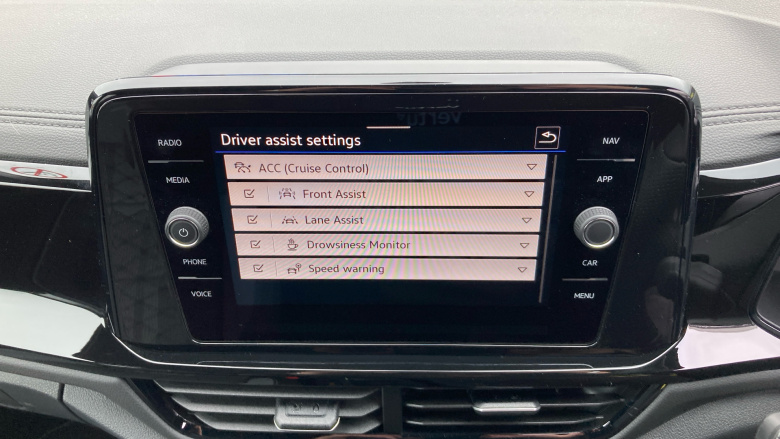 Driver assist settings
ACC (Cruise Control)
Front Assist
Lane Assist
Drowsiness Monitor
Speed warning
RADIO
MEDIA
PHONE
VOICE
NAV
APP
CAR
MENU